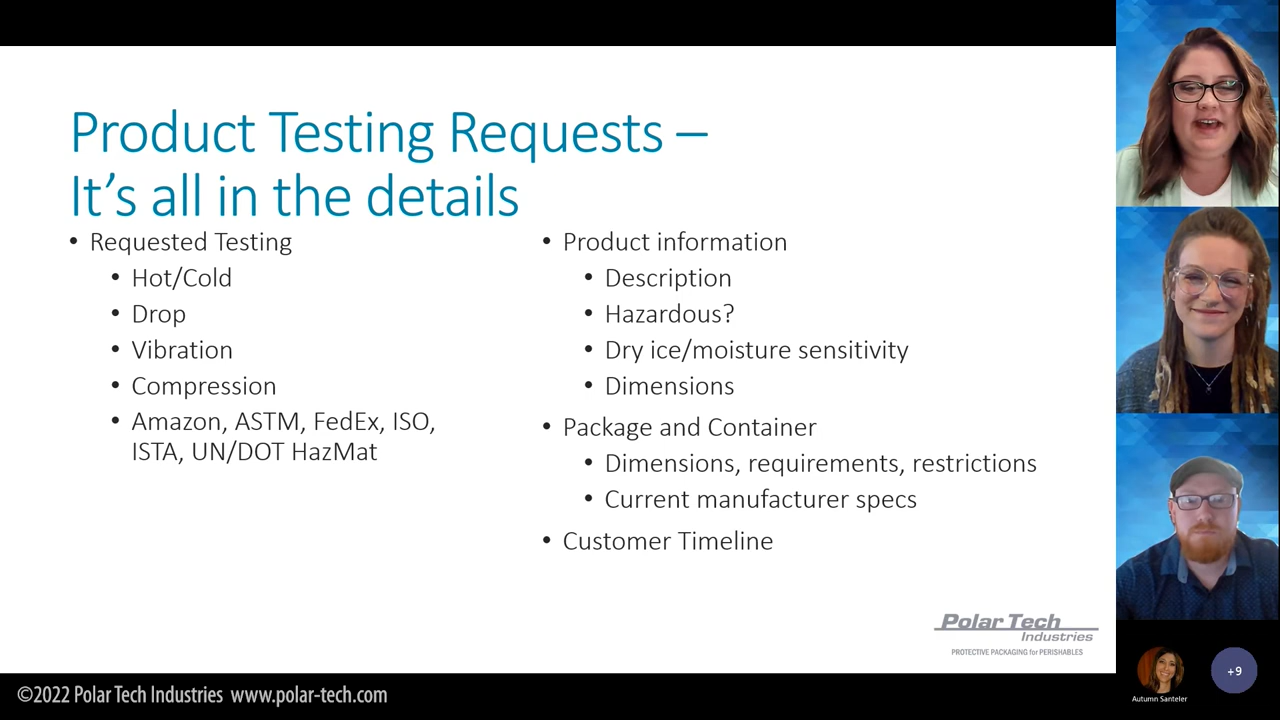 Product Testing Requests –
It's all in the details
• Requested Testing
• Hot/Cold
• Drop
• Vibration
• Compression
• Amazon, ASTM, FedEx, ISO,
ISTA, UN/DOT HazMat
• Product information
• Description
• Hazardous?
• Dry ice/moisture sensitivity
• Dimensions
• Package and Container
• Dimensions, requirements, restrictions
• Current manufacturer specs
• Customer Timeline
Polar Tech
Industries
PROTECTIVE PACKAGING for PERISHABLES
©2022 Polar Tech Industries www.polar-tech.com
Autumn Santeler
+9